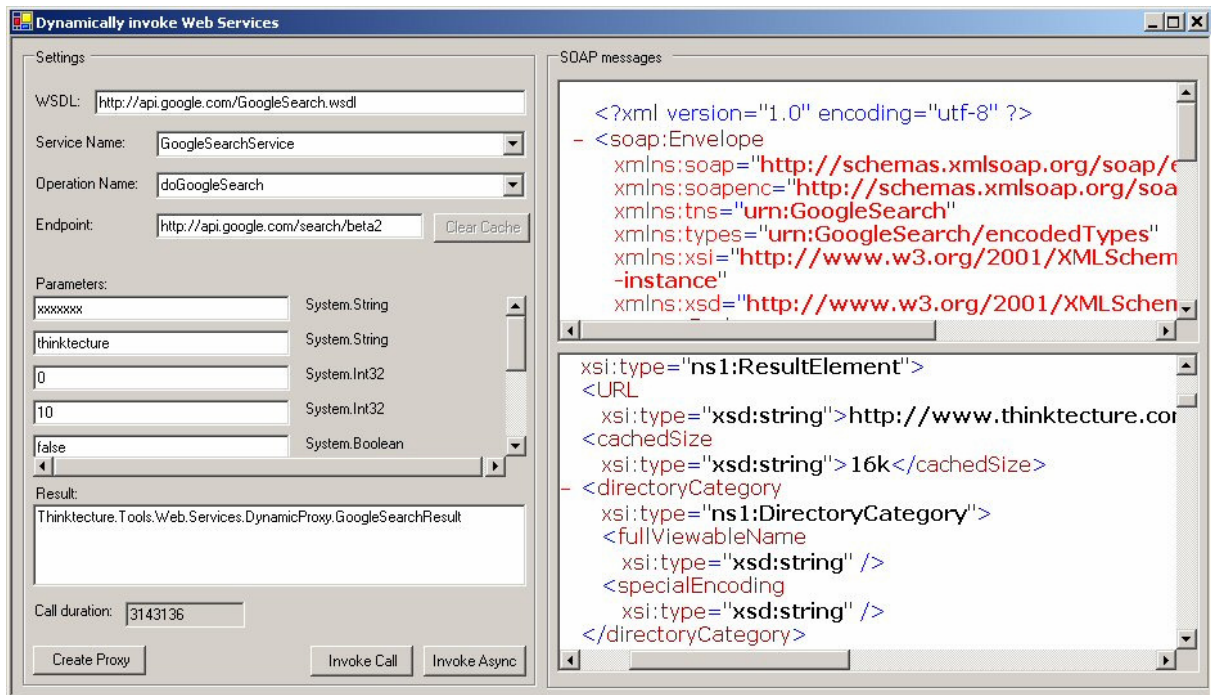 Dynamically invoke Web Services
Settings
WSDL: http://api.google.com/GoogleSearch.wsdl
Service Name: GoogleSearchService
Operation Name: doGoogleSearch
Endpoint: http://api.google.com/search/beta2 Clear Cache
Parameters:
xxxxxxx System.String
thinktecture System.String
0 System.Int32
10 System.Int32
false System.Boolean
Result:
Thinktecture.Tools.Web.Services.DynamicProxy.GoogleSearchResult
Call duration: 3143136
Create Proxy Invoke Call Invoke Async
SOAP messages
<?xml version="1.0" encoding="utf-8" ?>
- <soap:Envelope
xmlns:soap="http://schemas.xmlsoap.org/soap/e
xmlns:soapenc="http://schemas.xmlsoap.org/soa
xmlns:tns="urn:GoogleSearch"
xmlns:types="urn:GoogleSearch/encodedTypes"
xmlns:xsi="http://www.w3.org/2001/XMLSchem
-instance"
xmlns:xsd="http://www.w3.org/2001/XMLSchem
xsi:type="ns1:ResultElement">
<URL
xsi:type="xsd:string">http://www.thinktecture.com
<cachedSize
xsi:type="xsd:string">16k</cachedSize>
- <directoryCategory
xsi:type="ns1:DirectoryCategory">
<fullViewableName
xsi:type="xsd:string" />
<specialEncoding
xsi:type="xsd:string" />
</directoryCategory>